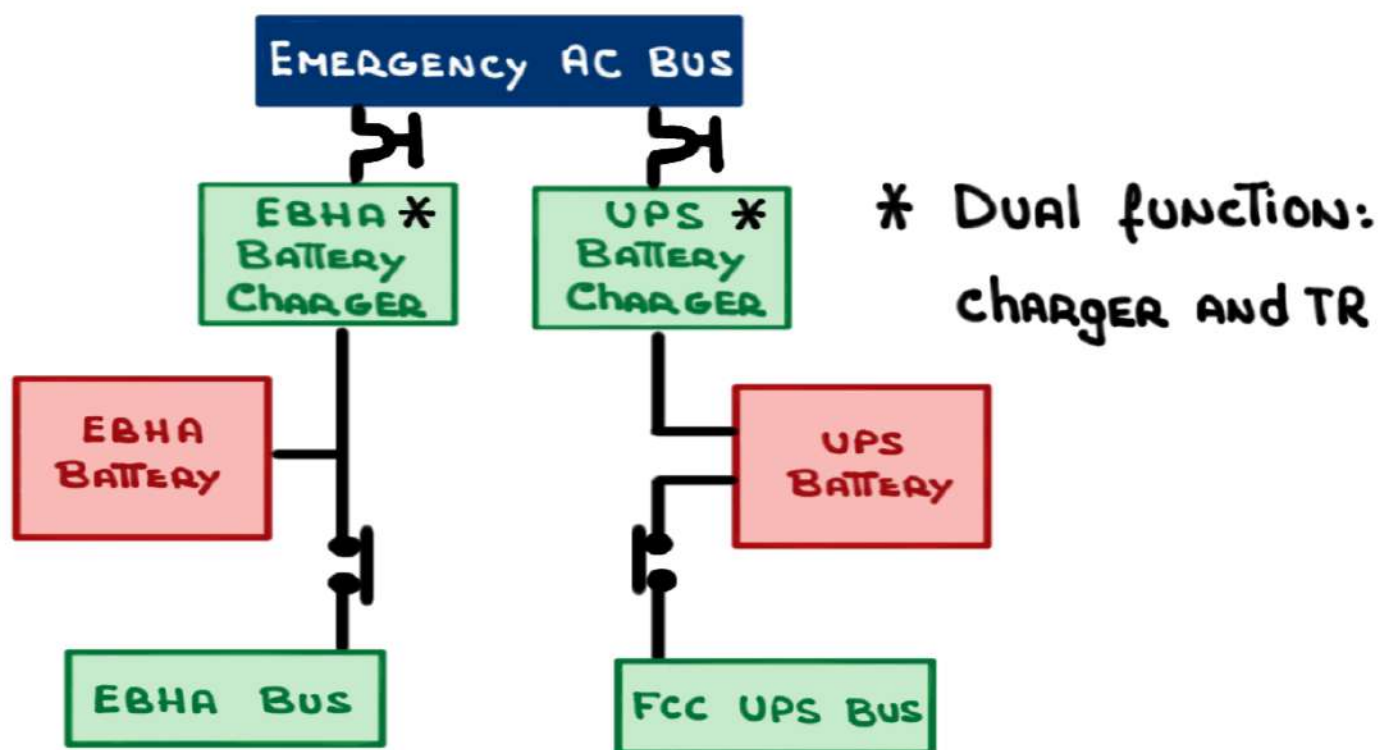 EMERGENCY AC BUS
EBHA *
BATTERY
CHARGER
UPS *
BATTERY
CHARGER
* DUAL FUNCTION:
CHARGER AND TR
EBHA
BATTERY
UPS
BATTERY
EBHA BUS
FCC UPS BUS